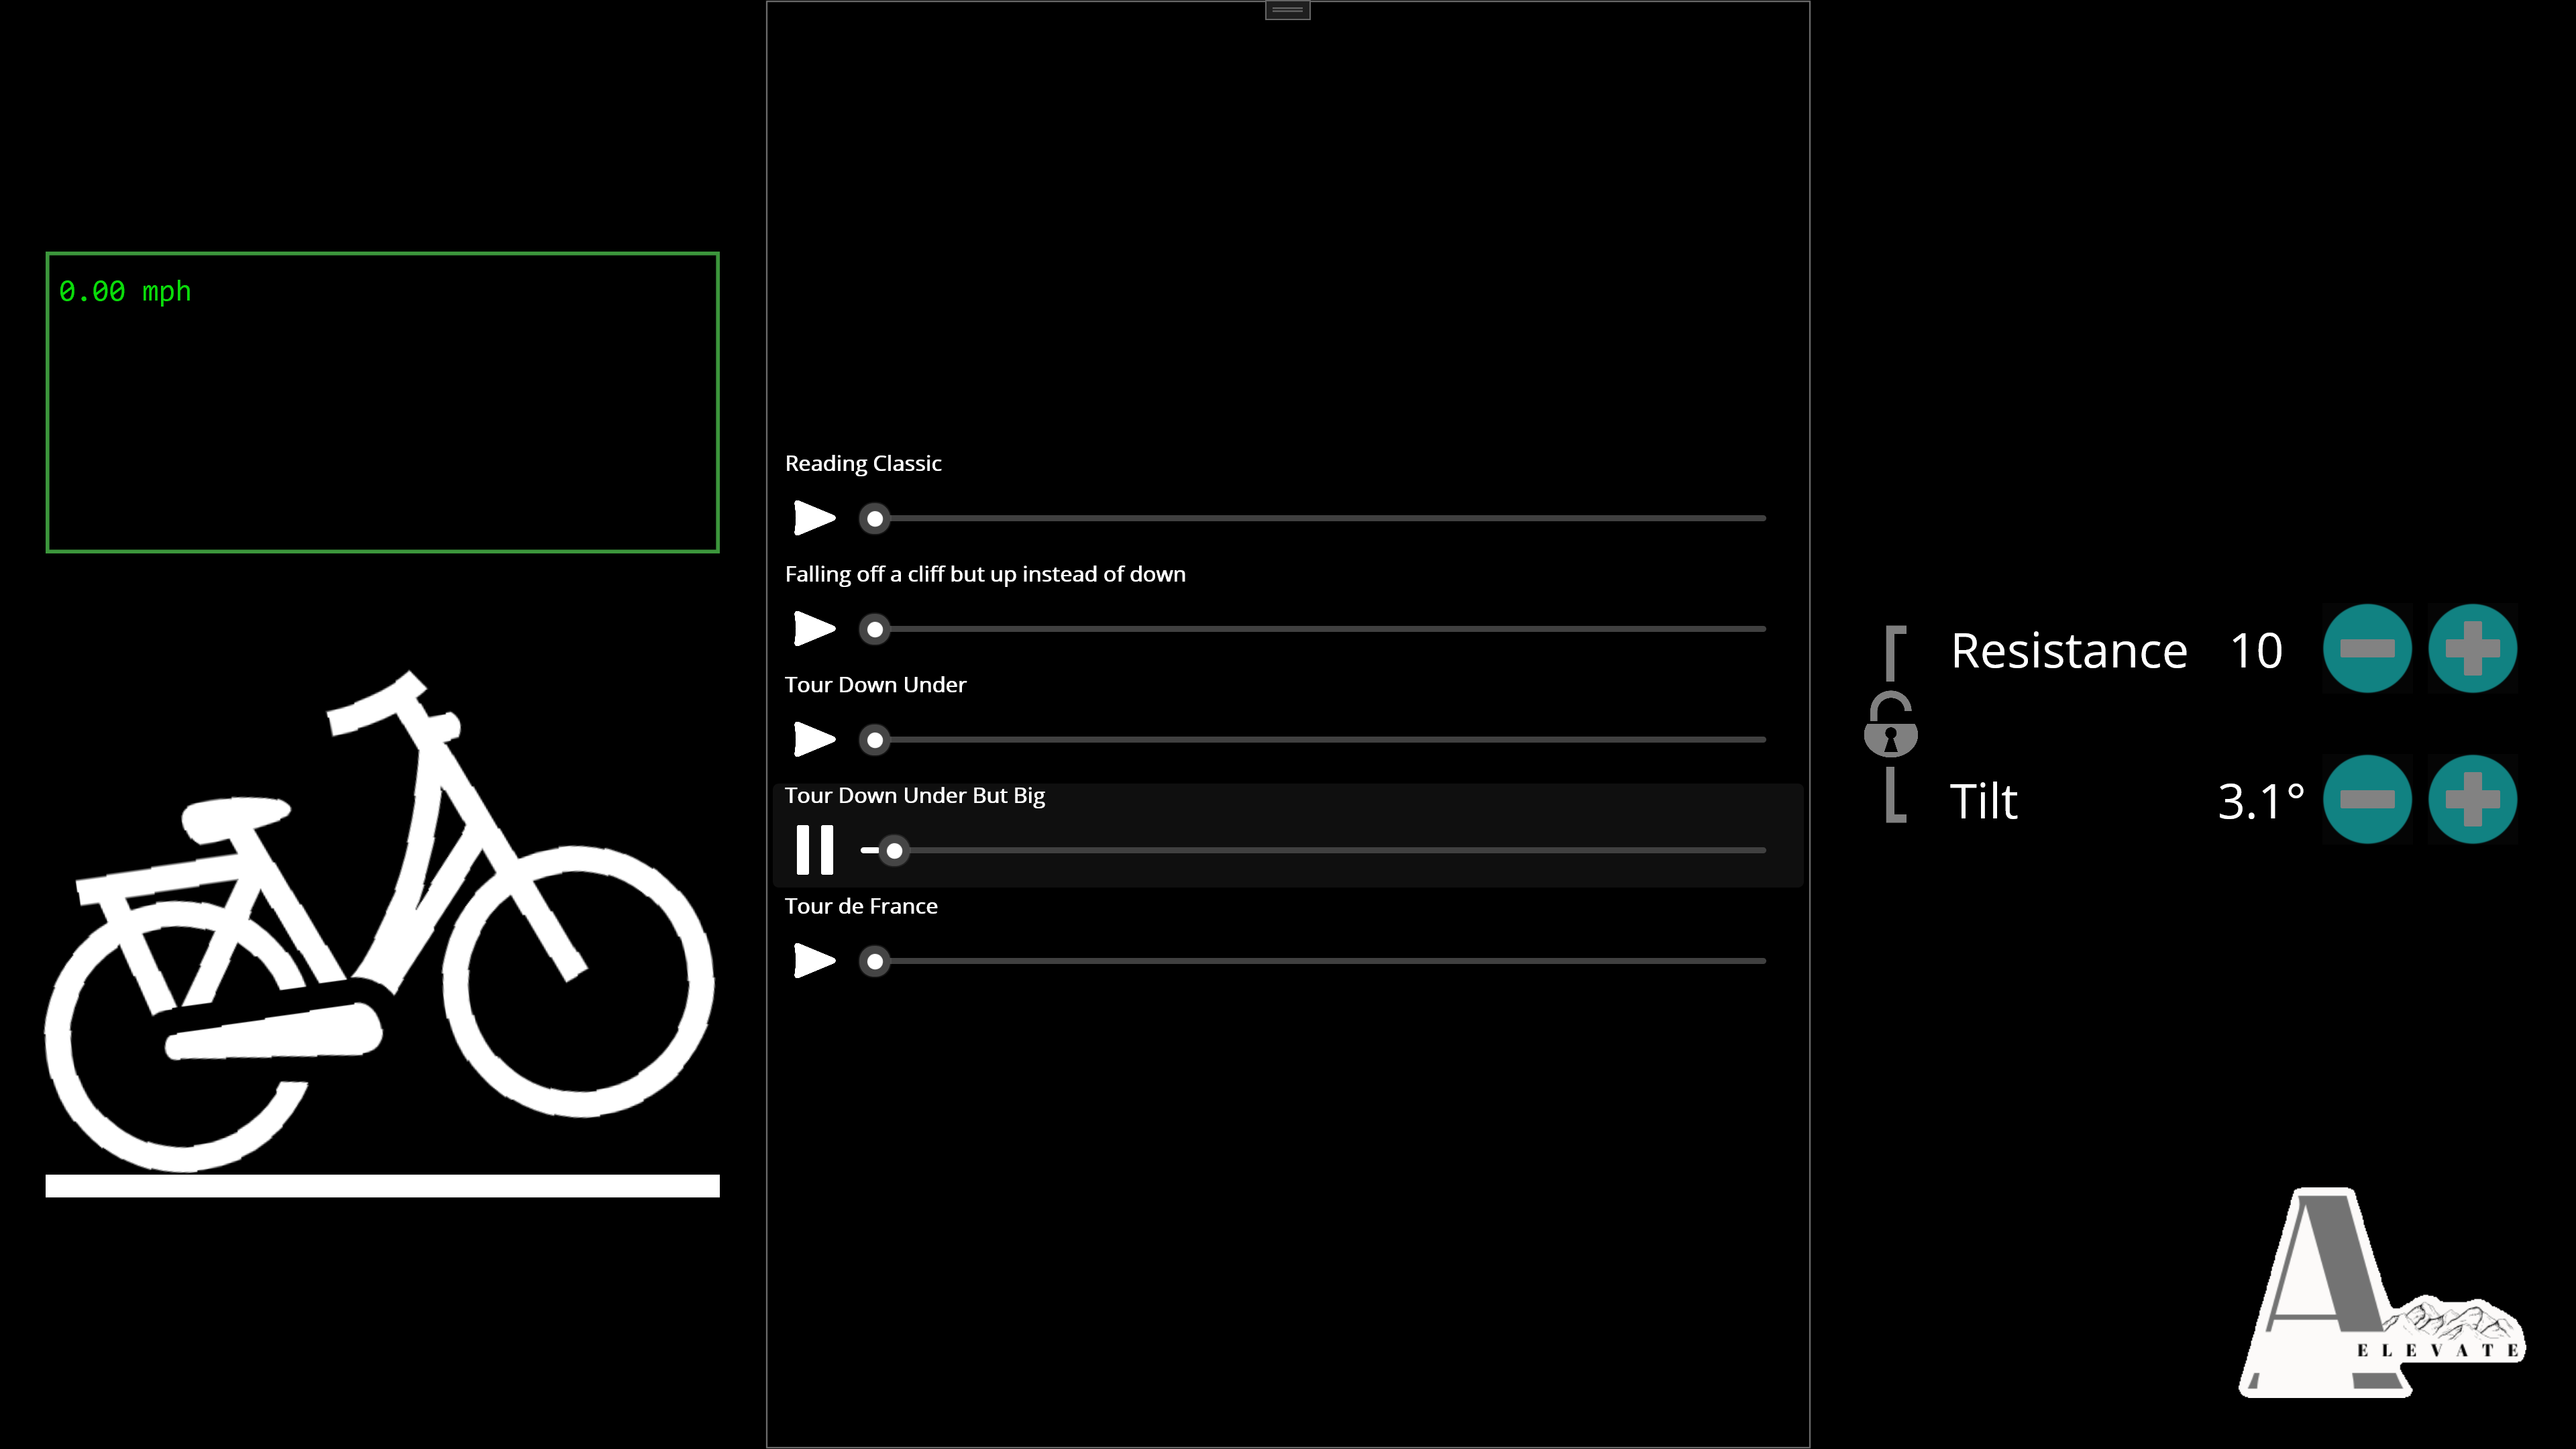 0.00 mph
Reading Classic
Falling off a cliff but up instead of down
Tour Down Under
Tour Down Under But Big
Tour de France
Resistance 10
Tilt 3.1°
A
ELEVATE